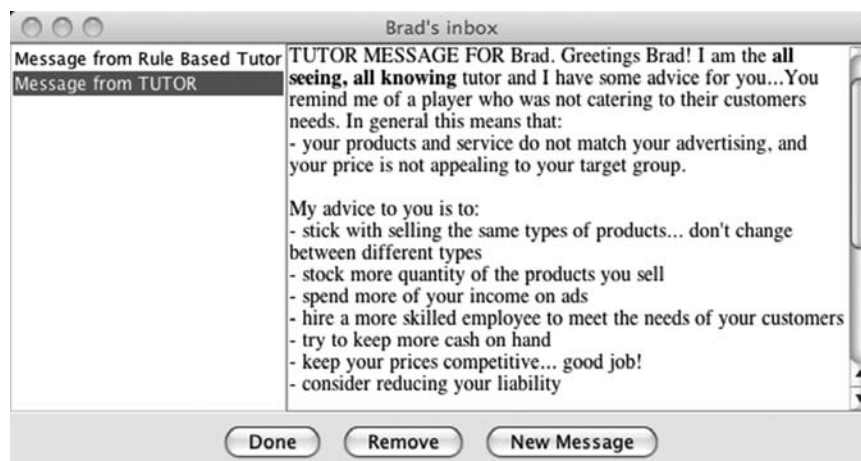 Brad's inbox
Message from Rule Based Tutor
Message from TUTOR
TUTOR MESSAGE FOR Brad. Greetings Brad! I am the all
seeing, all knowing tutor and I have some advice for you...You
remind me of a player who was not catering to their customers
needs. In general this means that:
- your products and service do not match your advertising, and
your price is not appealing to your target group.
My advice to you is to:
- stick with selling the same types of products... don't change
between different types
- stock more quantity of the products you sell
- spend more of your income on ads
- hire a more skilled employee to meet the needs of your customers
- try to keep more cash on hand
- keep your prices competitive... good job!
- consider reducing your liability
Done
Remove
New Message